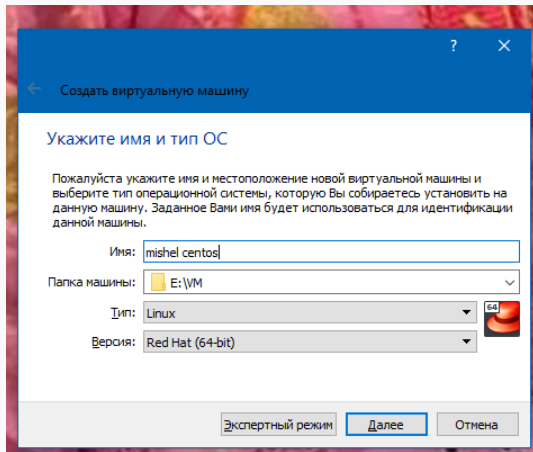 ?
Создать виртуальную машину
Укажите имя и тип ОС
Пожалуйста укажите имя и местоположение новой виртуальной машины и
выберите тип операционной системы, которую Вы собираетесь установить на
данную машину. Заданное Вами имя будет использоваться для идентификации
данной машины.
Имя: mishel centos
Папка машины: E:\VM
Тип: Linux 64
Версия: Red Hat (64-bit)
Экспертный режим Далее Отмена